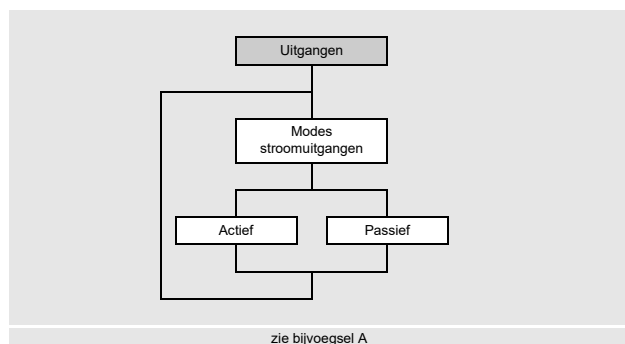 Uitgangen
Modes
stroomuitgangen
Actief
Passief
zie bijvoegsel A